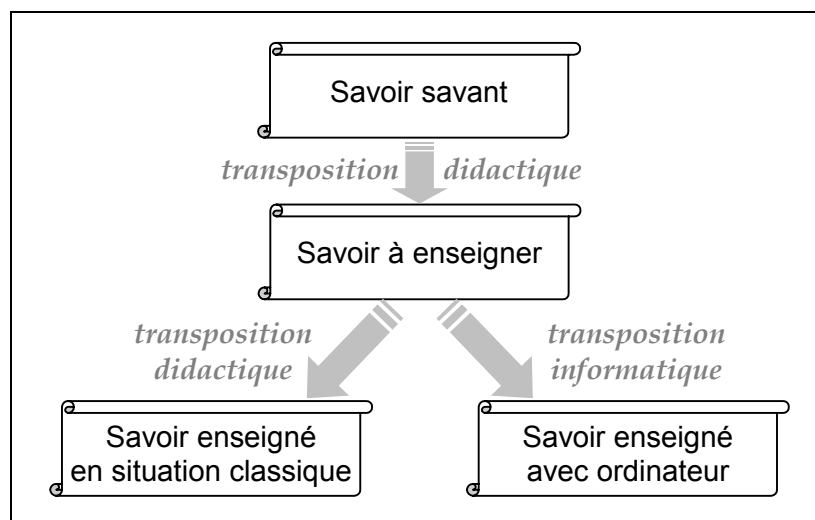 Savoir savant
transposition didactique
Savoir à enseigner
transposition
didactique
transposition
informatique
Savoir enseigné
en situation classique
Savoir enseigné
avec ordinateur